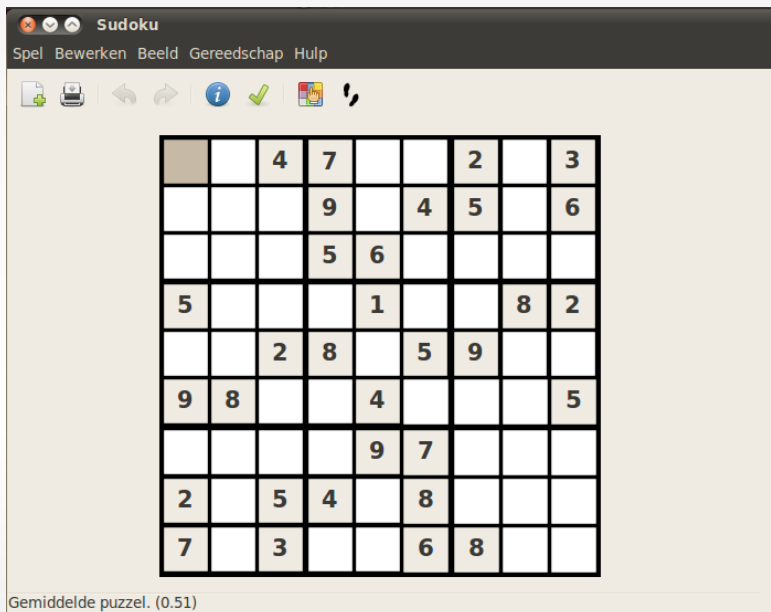 Sudoku
Spel Bewerken Beeld Gereedschap Hulp
4 7 2 3
9 4 5 6
5 6
5 1 8 2
2 8 5 9
9 8 4 5
9 7
2 5 4 8
7 3 6 8
Gemiddelde puzzel. (0.51)